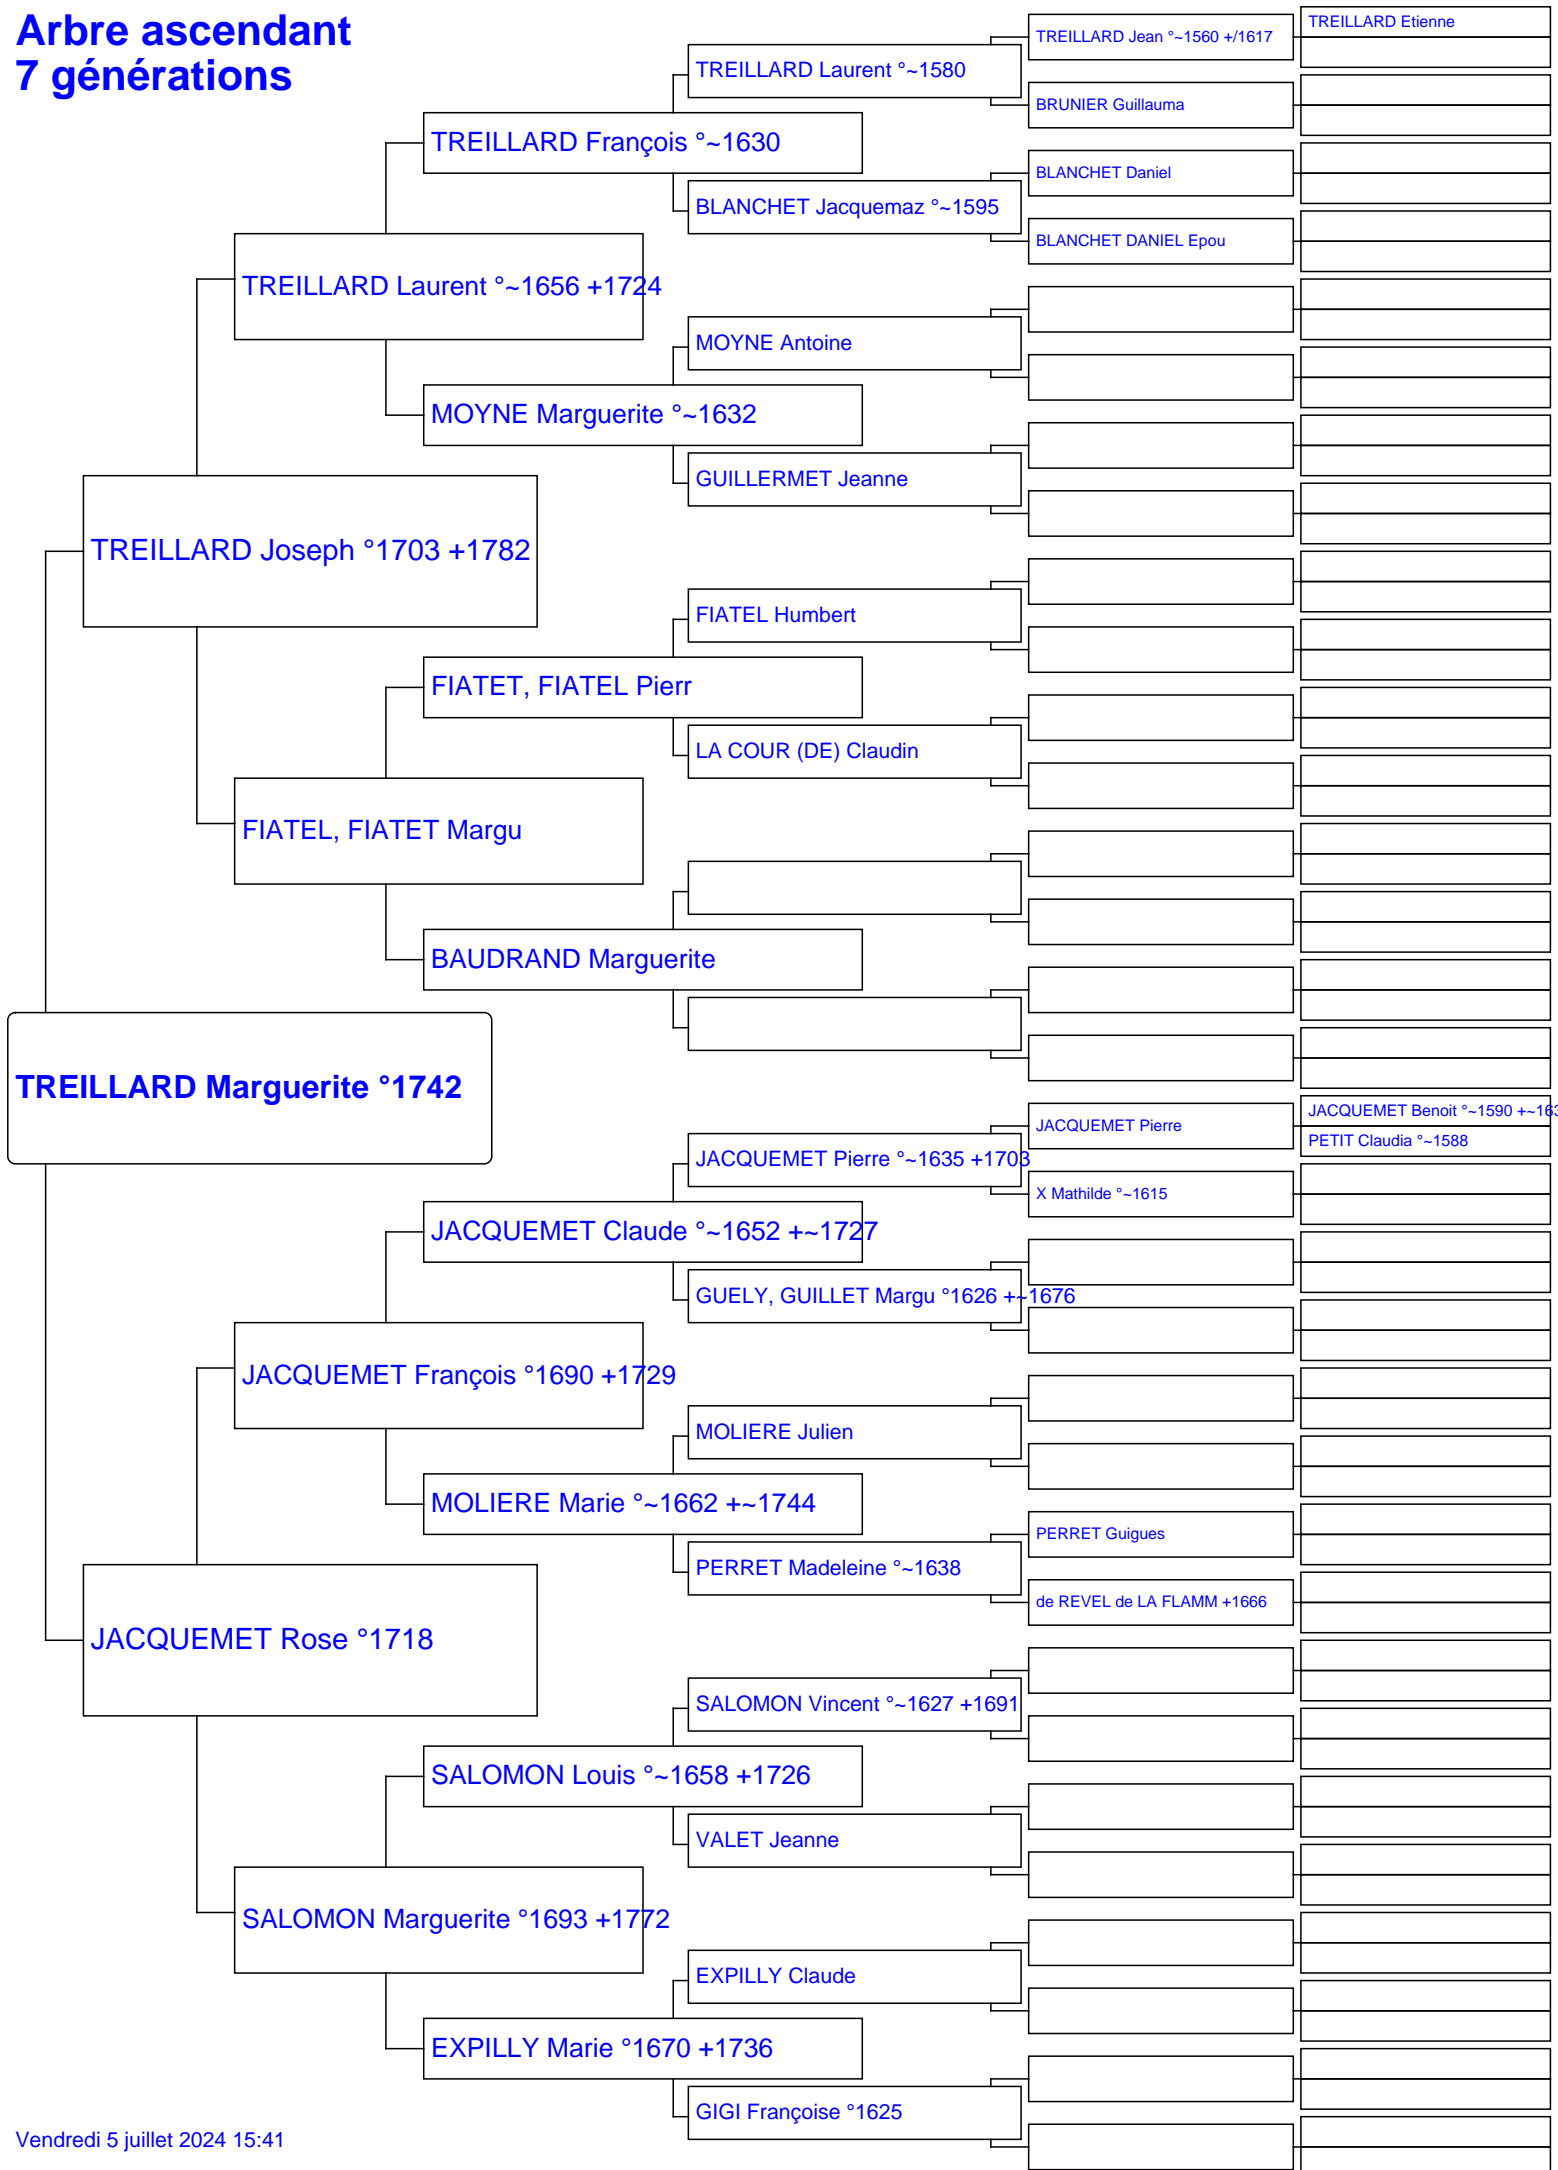 Arbre ascendant
7 générations
TREILLARD Etienne
TREILLARD Jean °~1560 +/1617
TREILLARD Laurent °~1580
BRUNIER Guillauma
TREILLARD François °~1630
BLANCHET Daniel
BLANCHET Jacquemaz °~1595
BLANCHET DANIEL Epou
TREILLARD Laurent °~1656 +1724
MOYNE Antoine
MOYNE Marguerite °~1632
GUILLERMET Jeanne
TREILLARD Joseph °1703 +1782
FIATEL Humbert
FIATET, FIATEL Pierr
LA COUR (DE) Claudin
FIATEL, FIATET Margu
BAUDRAND Marguerite
TREILLARD Marguerite °1742
JACQUEMET Benoit °~1590 +~163
JACQUEMET Pierre
PETIT Claudia °~1588
JACQUEMET Pierre °~1635 +1703
X Mathilde °~1615
JACQUEMET Claude °~1652 +~1727
GUELY, GUILLET Margu °1626 +~1676
JACQUEMET François °1690 +1729
MOLIERE Julien
MOLIERE Marie °~1662 +~1744
PERRET Guigues
PERRET Madeleine °~1638
de REVEL de LA FLAMM +1666
JACQUEMET Rose °1718
SALOMON Vincent °~1627 +1691
SALOMON Louis °~1658 +1726
VALET Jeanne
SALOMON Marguerite °1693 +1772
EXPILLY Claude
EXPILLY Marie °1670 +1736
GIGI Françoise °1625
Vendredi 5 juillet 2024 15:41